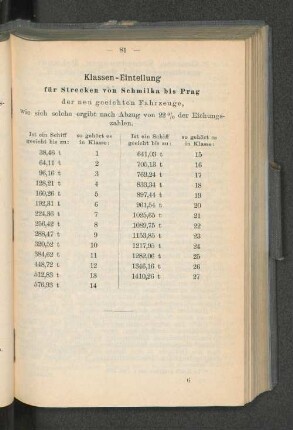 — 81 —
Klassen-Einteilung
für Strecken von Schmilka bis Prag
der neu geeichten Fahrzeuge,
wie sich solche ergibt nach Abzug von 22 % der Eichungs-
zahlen.
Ist ein Schiff geeicht bis zu: so gehört es in Klasse: Ist ein Schiff geeicht bis zu: so gehört es in Klasse:
38,46 t 1 641,03 t 15
64,11 t 2 705,13 t 16
96,16 t 3 769,24 t 17
128,21 t 4 833,34 t 18
160,26 t 5 897,44 t 19
192,31 t 6 961,54 t 20
224,36 t 7 1025,65 t 21
256,42 t 8 1089,75 t 22
288,47 t 9 1153,85 t 23
320,52 t 10 1217,95 t 24
384,62 t 11 1282,06 t 25
448,72 t 12 1346,16 t 26
512,83 t 13 1410,26 t 27
576,93 t 14
6